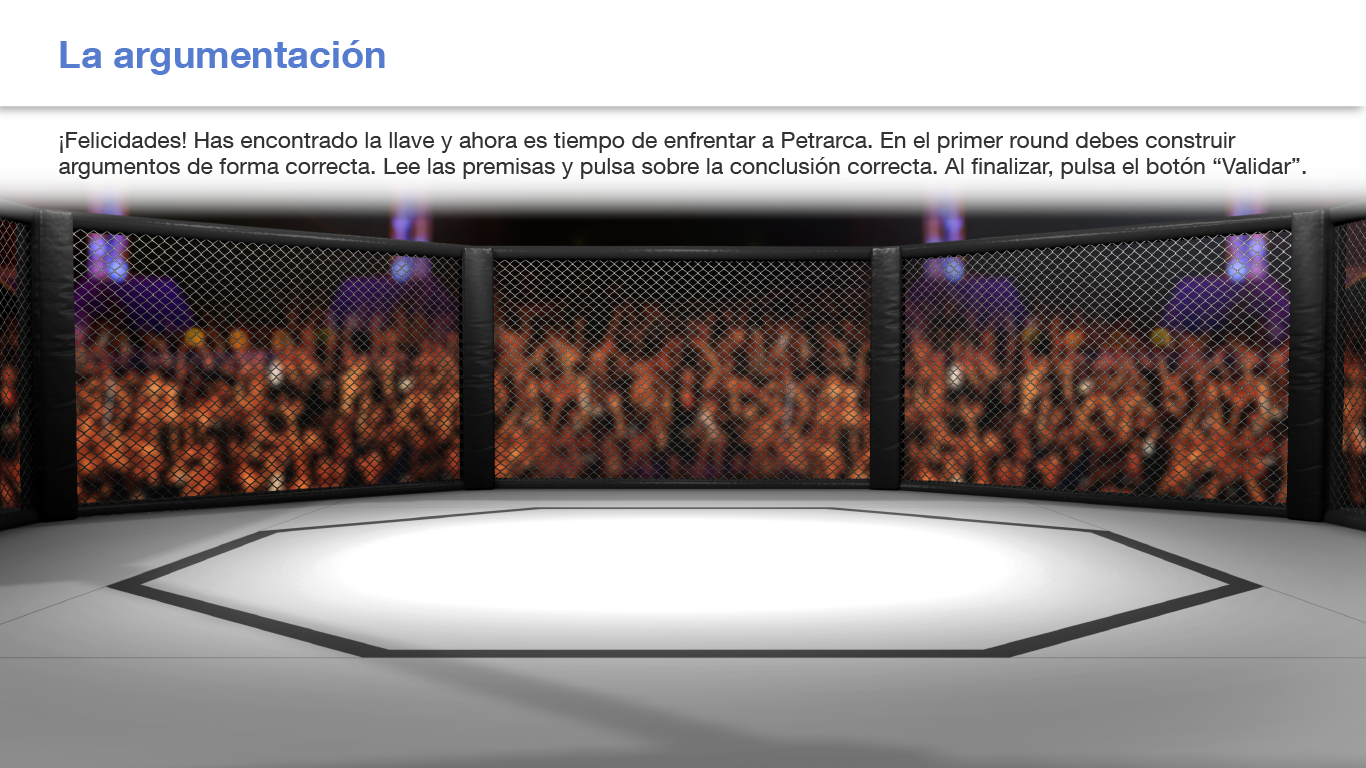 La argumentación
¡Felicidades! Has encontrado la llave y ahora es tiempo de enfrentar a Petrarca. En el primer round debes construir
argumentos de forma correcta. Lee las premisas y pulsa sobre la conclusión correcta. Al finalizar, pulsa el botón “Validar”.